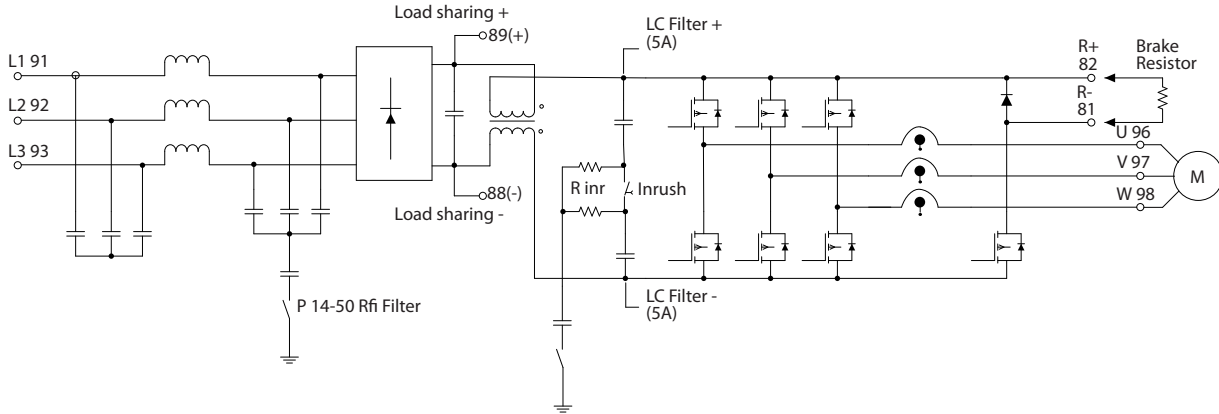 Load sharing +
89(+)
LC Filter +
(5A)
R+
82
Brake
Resistor
L1 91
R-
81
L2 92
U 96
L3 93
R inr
Inrush
V 97
M
88(-)
W 98
Load sharing -
LC Filter -
(5A)
P 14-50 Rfi Filter